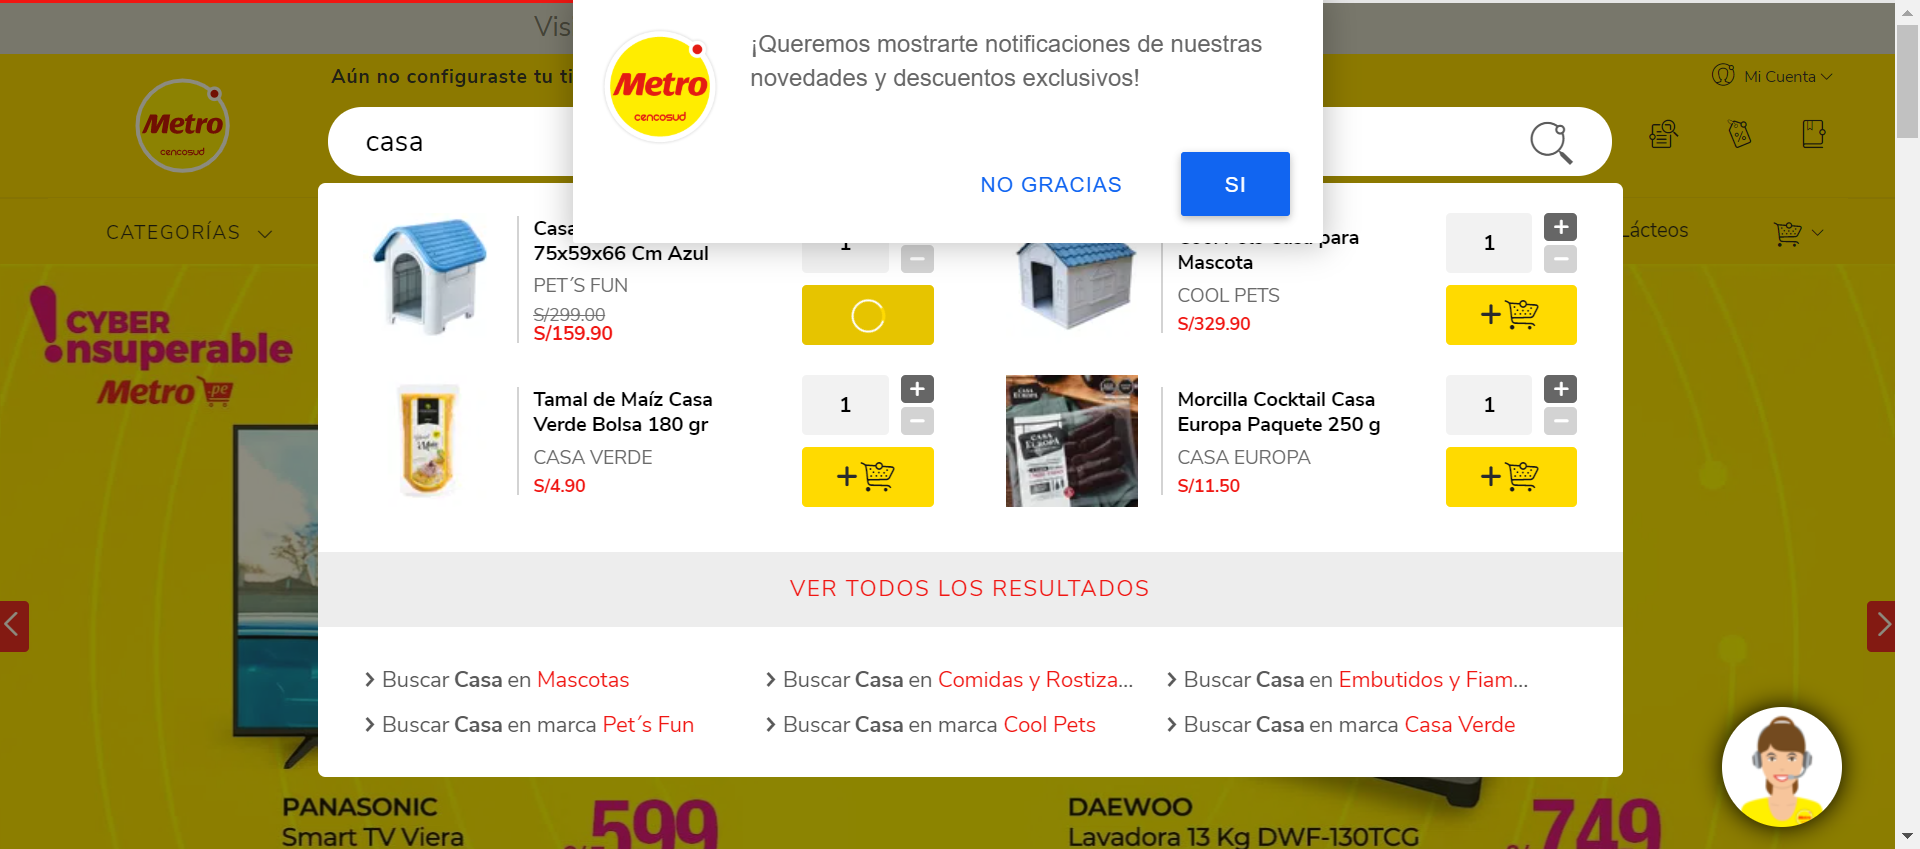 Vis
¡Queremos mostrarte notificaciones de nuestras
novedades y descuentos exclusivos!
Metro
cencosud
NO GRACIAS
SI
Aún no configuraste tu ti
Mi Cuenta
Metro
cencosud
casa
CATEGORÍAS
Lácteos
Casa
75x59x66 Cm Azul
PET´S FUN
S/299.00
S/159.90
1
Cool Pets Casa para
Mascota
COOL PETS
S/329.90
1
Tamal de Maíz Casa
Verde Bolsa 180 gr
CASA VERDE
S/4.90
1
Morcilla Cocktail Casa
Europa Paquete 250 g
CASA EUROPA
S/11.50
1
CASA
EUROPA
VER TODOS LOS RESULTADOS
Buscar Casa en Mascotas
Buscar Casa en Comidas y Rostiza...
Buscar Casa en Embutidos y Fiam...
Buscar Casa en marca Pet´s Fun
Buscar Casa en marca Cool Pets
Buscar Casa en marca Casa Verde
CYBER
!nsuperable
Metro pe
PANASONIC
Smart TV Viera
599
DAEWOO
Lavadora 13 Kg DWF-130TCG
749